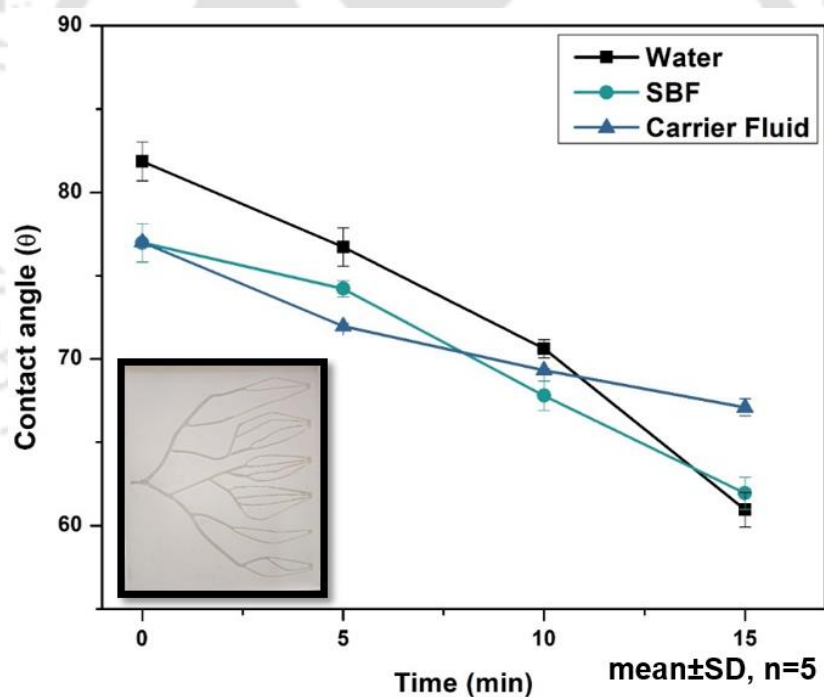 90
80
70
60
Contact angle (θ)
Water
SBF
Carrier Fluid
0
5
10
15
Time (min)
mean±SD, n=5